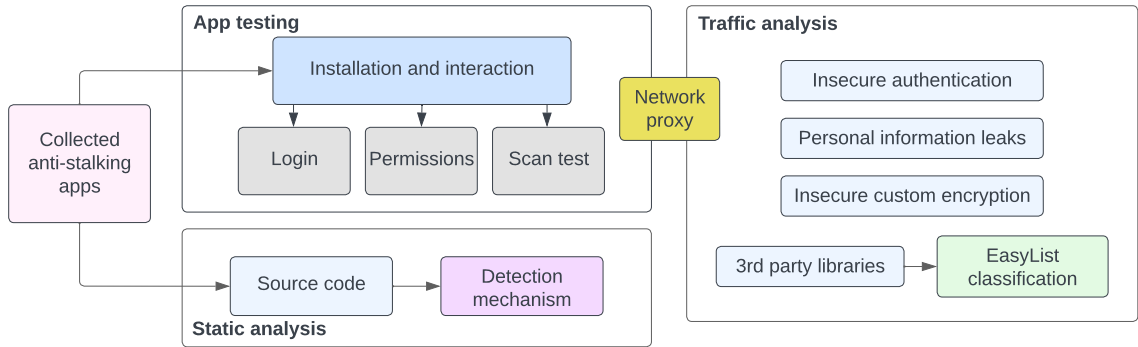 Collected
anti-stalking
apps
App testing
Installation and interaction
Login
Permissions
Scan test
Source code
Detection
mechanism
Static analysis
Network
proxy
Traffic analysis
Insecure authentication
Personal information leaks
Insecure custom encryption
3rd party libraries
EasyList
classification